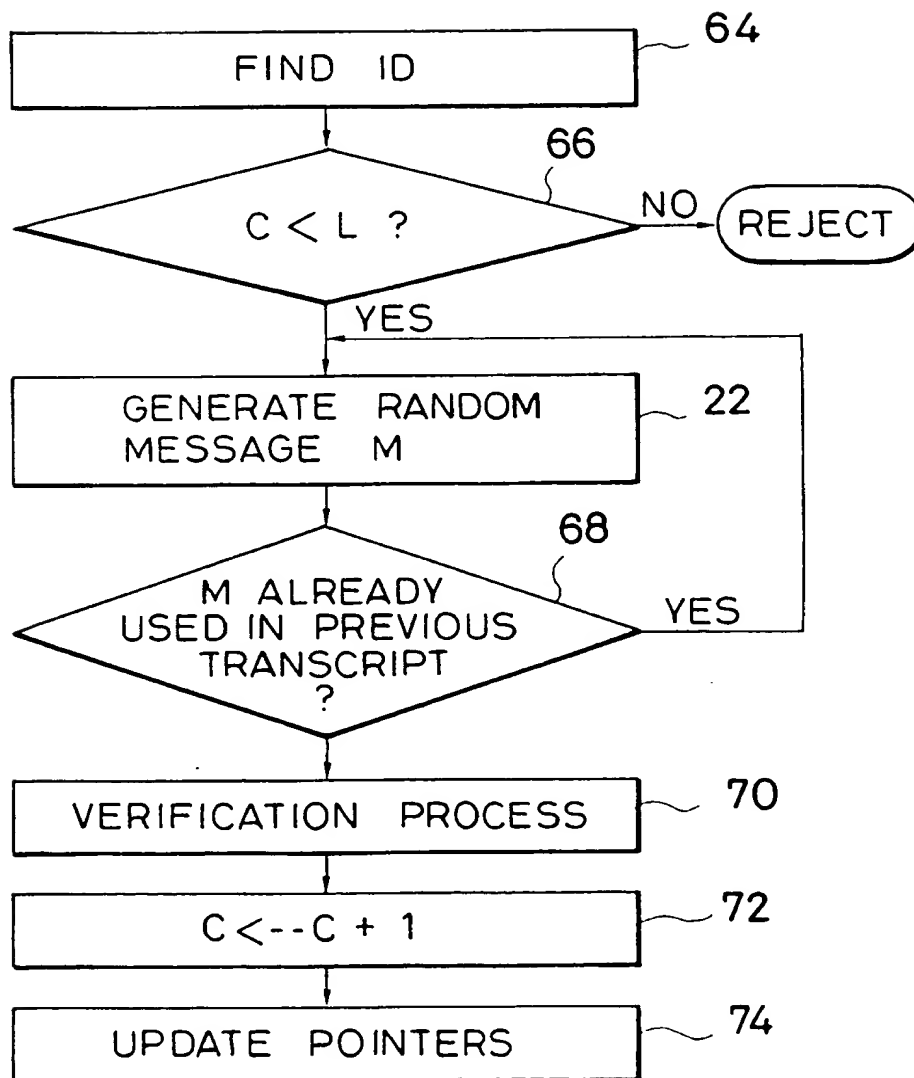 64
FIND ID
66
C < L ?
NO
REJECT
YES
GENERATE RANDOM
MESSAGE M
22
68
M ALREADY
USED IN PREVIOUS
TRANSCRIPT
?
YES
VERIFICATION PROCESS
70
C<--C + 1
72
UPDATE POINTERS
74